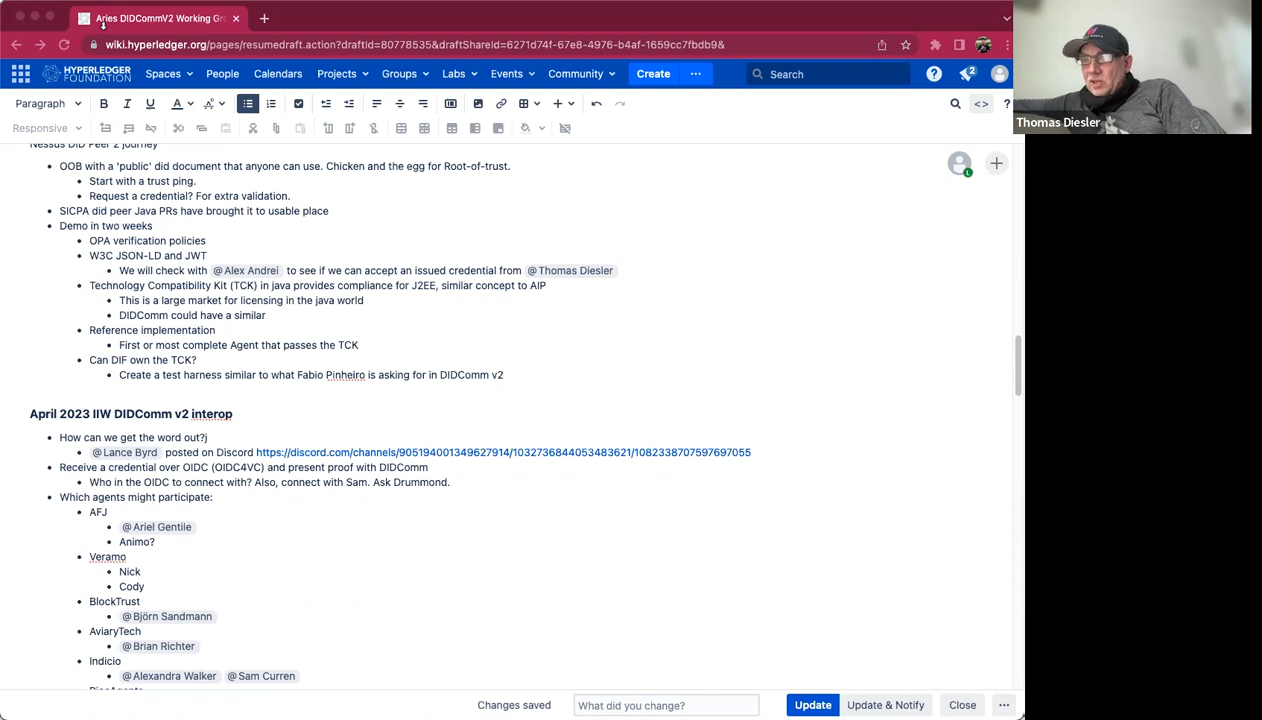 Aries DIDCommV2 Working Gr
wiki.hyperledger.org/pages/resumedraft.action?draftId=80778535&draftShareId=6271d74f-67e8-4976-b4af-1659cc7fbdb9&
HYPERLEDGER FOUNDATION Spaces People Calendars Projects Groups Labs Events Community Create ... Search 2
Paragraph B I U A <> ?
Responsive
Thomas Diesler
Nessus DID Peer 2 journey
OOB with a 'public' did document that anyone can use. Chicken and the egg for Root-of-trust.
Start with a trust ping.
Request a credential? For extra validation.
SICPA did peer Java PRs have brought it to usable place
Demo in two weeks
OPA verification policies
W3C JSON-LD and JWT
We will check with @Alex Andrei to see if we can accept an issued credential from @Thomas Diesler
Technology Compatibility Kit (TCK) in java provides compliance for J2EE, similar concept to AIP
This is a large market for licensing in the java world
DIDComm could have a similar
Reference implementation
First or most complete Agent that passes the TCK
Can DIF own the TCK?
Create a test harness similar to what Fabio Pinheiro is asking for in DIDComm v2
April 2023 IIW DIDComm v2 interop
How can we get the word out?j
@Lance Byrd posted on Discord https://discord.com/channels/905194001349627914/1032736844053483621/1082338707597697055
Receive a credential over OIDC (OIDC4VC) and present proof with DIDComm
Who in the OIDC to connect with? Also, connect with Sam. Ask Drummond.
Which agents might participate:
AFJ
@Ariel Gentile
Animo?
Veramo
Nick
Cody
BlockTrust
@Björn Sandmann
AviaryTech
@Brian Richter
Indicio
@Alexandra Walker @Sam Curren
Changes saved What did you change? Update Update & Notify Close ...